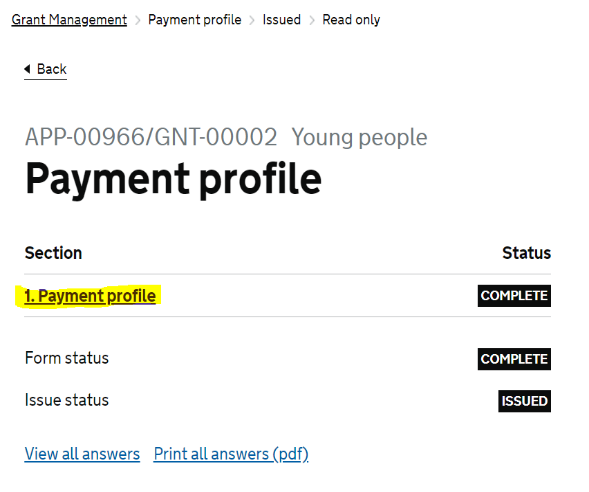 Grant Management > Payment profile > Issued > Read only
Back
APP-00966/GNT-00002 Young people
Payment profile
Section Status
1. Payment profile COMPLETE
Form status COMPLETE
Issue status ISSUED
View all answers Print all answers (pdf)